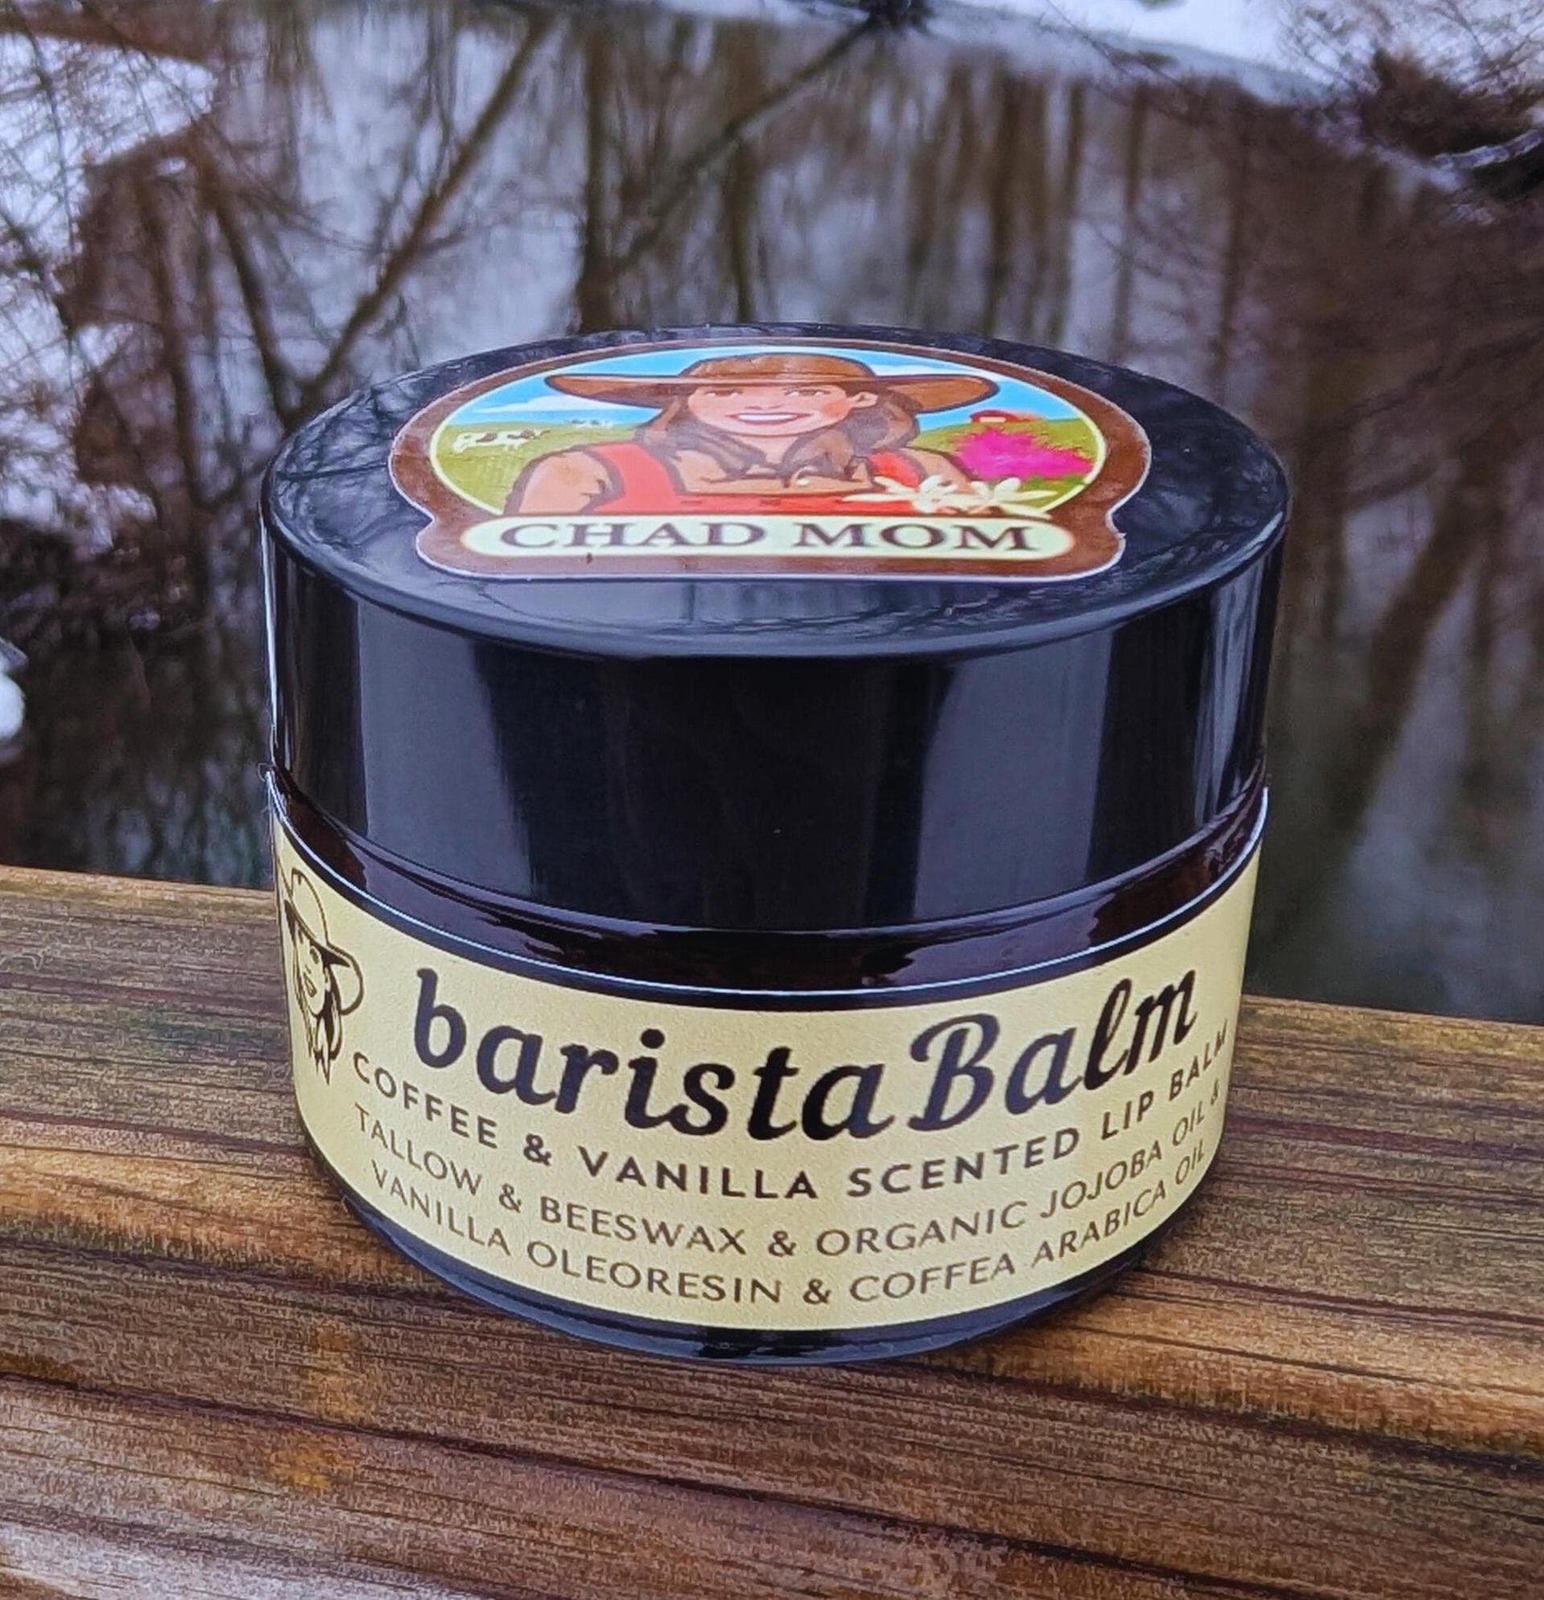 CHAD MOM
baristaBalm
COFFEE & VANILLA SCENTED LIP BALM
TALLOW & BEESWAX & ORGANIC JOJOBA OIL &
VANILLA OLEORESIN & COFFEA ARABICA OIL